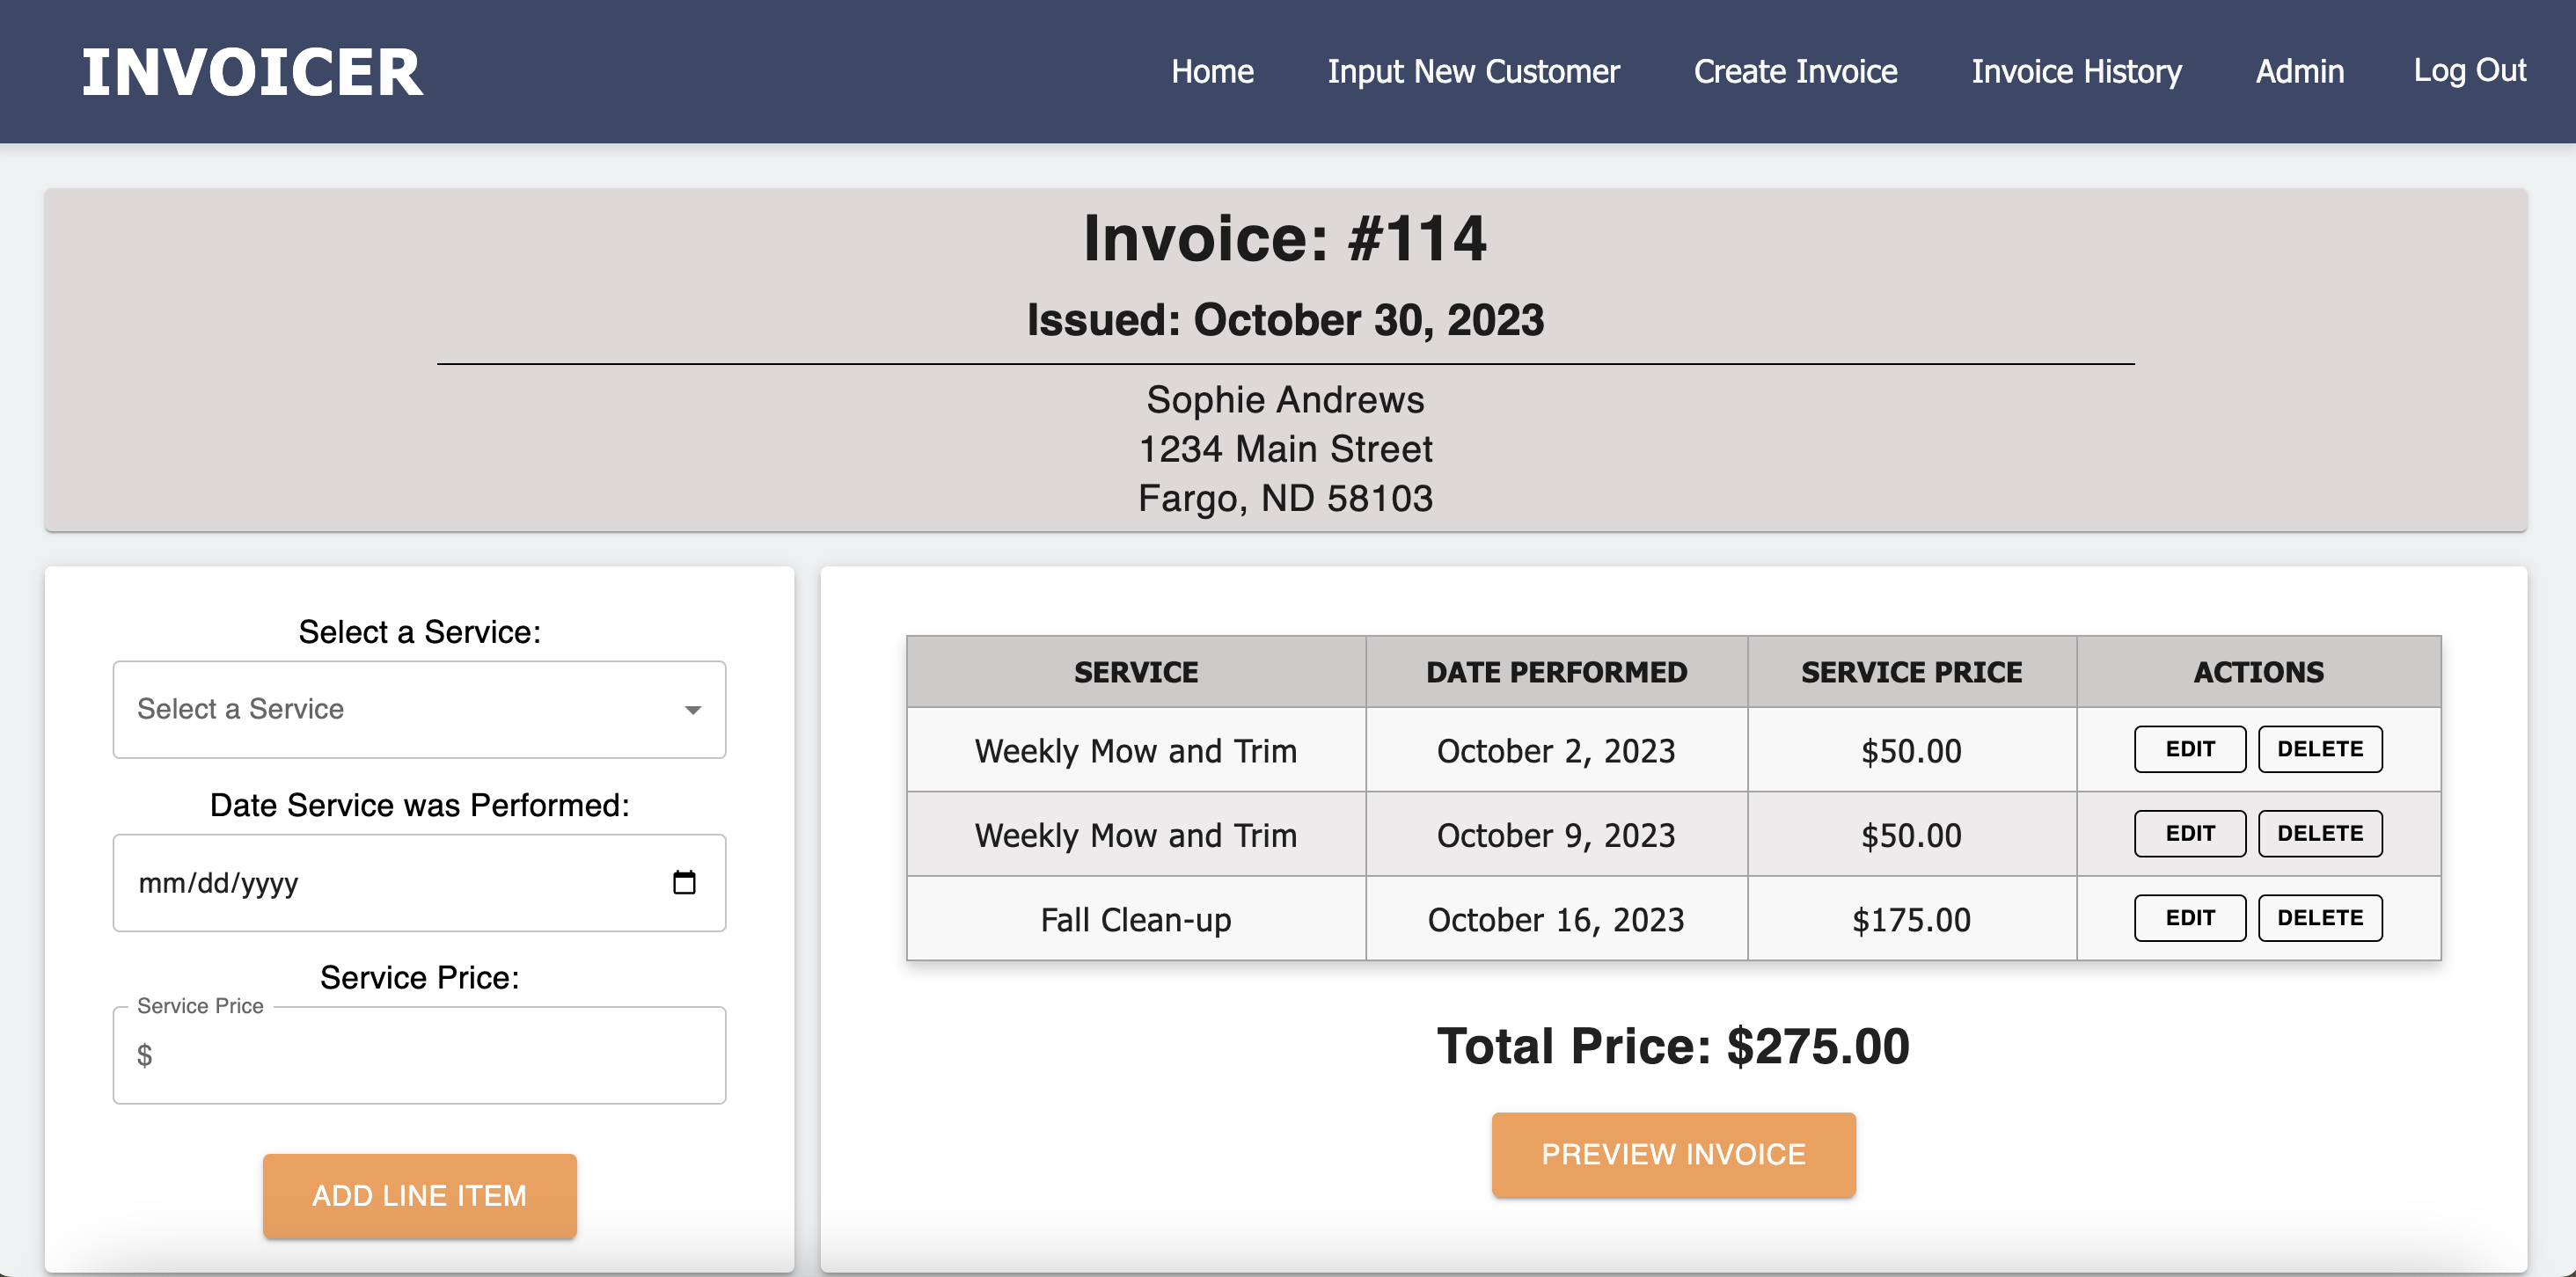 INVOICER
Home Input New Customer Create Invoice Invoice History Admin Log Out
Invoice: #114
Issued: October 30, 2023
Sophie Andrews
1234 Main Street
Fargo, ND 58103
Select a Service:
Select a Service
Date Service was Performed:
mm/dd/yyyy
Service Price:
Service Price
$
ADD LINE ITEM
SERVICE DATE PERFORMED SERVICE PRICE ACTIONS
Weekly Mow and Trim October 2, 2023 $50.00 EDIT DELETE
Weekly Mow and Trim October 9, 2023 $50.00 EDIT DELETE
Fall Clean-up October 16, 2023 $175.00 EDIT DELETE
Total Price: $275.00
PREVIEW INVOICE